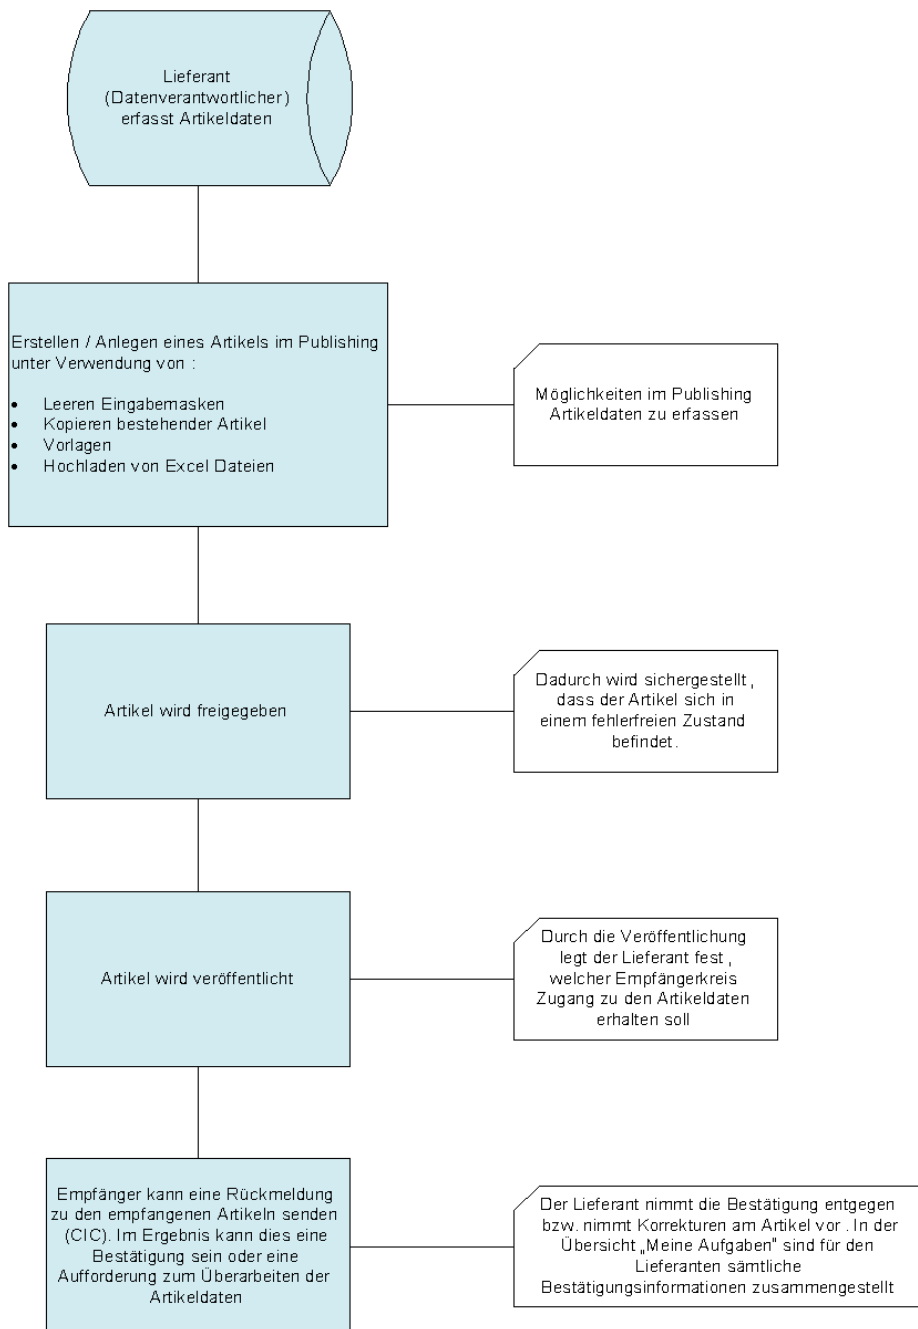 Lieferant
(Datenverantwortlicher)
erfasst Artikeldaten
Erstellen / Anlegen eines Artikels im Publishing
unter Verwendung von :
• Leeren Eingabemasken
• Kopieren bestehender Artikel
• Vorlagen
• Hochladen von Excel Dateien
Möglichkeiten im Publishing
Artikeldaten zu erfassen
Artikel wird freigegeben
Dadurch wird sichergestellt ,
dass der Artikel sich in
einem fehlerfreien Zustand
befindet .
Artikel wird veröffentlicht
Durch die Veröffentlichung
legt der Lieferant fest ,
welcher Empfängerkreis
Zugang zu den Artikeldaten
erhalten soll
Empfänger kann eine Rückmeldung
zu den empfangenen Artikeln senden
(CIC). Im Ergebnis kann dies eine
Bestätigung sein oder eine
Aufforderung zum Überarbeiten der
Artikeldaten
Der Lieferant nimmt die Bestätigung entgegen
bzw. nimmt Korrekturen am Artikel vor . In der
Übersicht „Meine Aufgaben" sind für den
Lieferanten sämtliche
Bestätigungsinformationen zusammengestellt